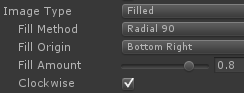 Image Type Filled
Fill Method Radial 90
Fill Origin Bottom Right
Fill Amount 0.8
Clockwise